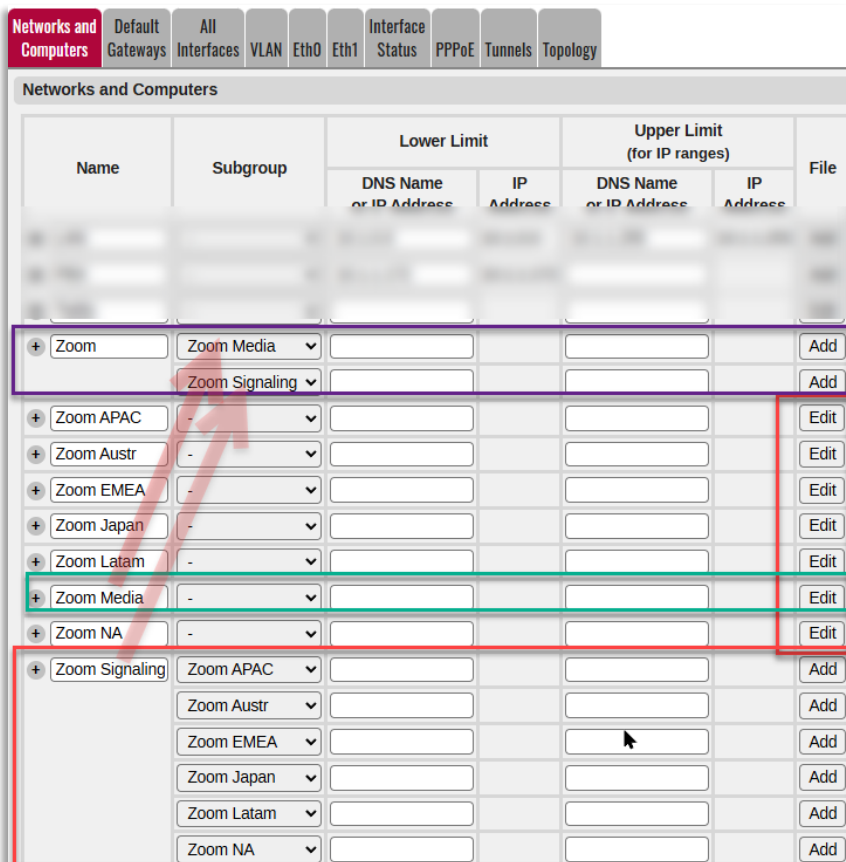 Networks and Computers
Default Gateways
All Interfaces
VLAN
Eth0
Eth1
Interface Status
PPPoE
Tunnels
Topology
Networks and Computers
Name
Subgroup
Lower Limit
Upper Limit
(for IP ranges)
File
DNS Name
or IP Address
IP
Address
DNS Name
or IP Address
IP
Address
+ Zoom Zoom Media Add
Zoom Signaling Add
+ Zoom APAC - Edit
+ Zoom Austr - Edit
+ Zoom EMEA - Edit
+ Zoom Japan - Edit
+ Zoom Latam - Edit
+ Zoom Media - Edit
+ Zoom NA - Edit
+ Zoom Signaling Zoom APAC Add
Zoom Austr Add
Zoom EMEA Add
Zoom Japan Add
Zoom Latam Add
Zoom NA Add